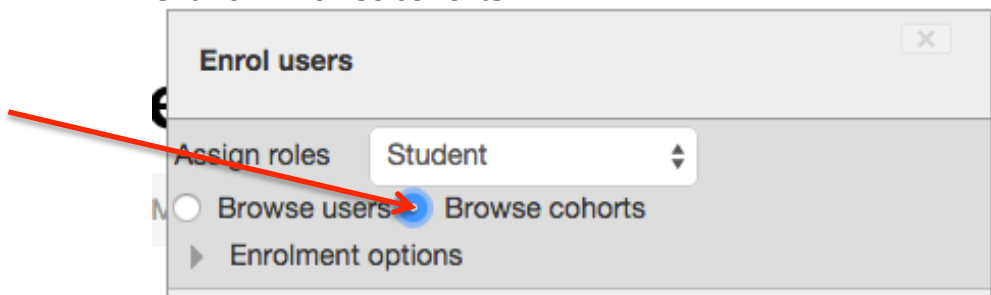 Enrol users
Assign roles Student
Browse users Browse cohorts
Enrolment options